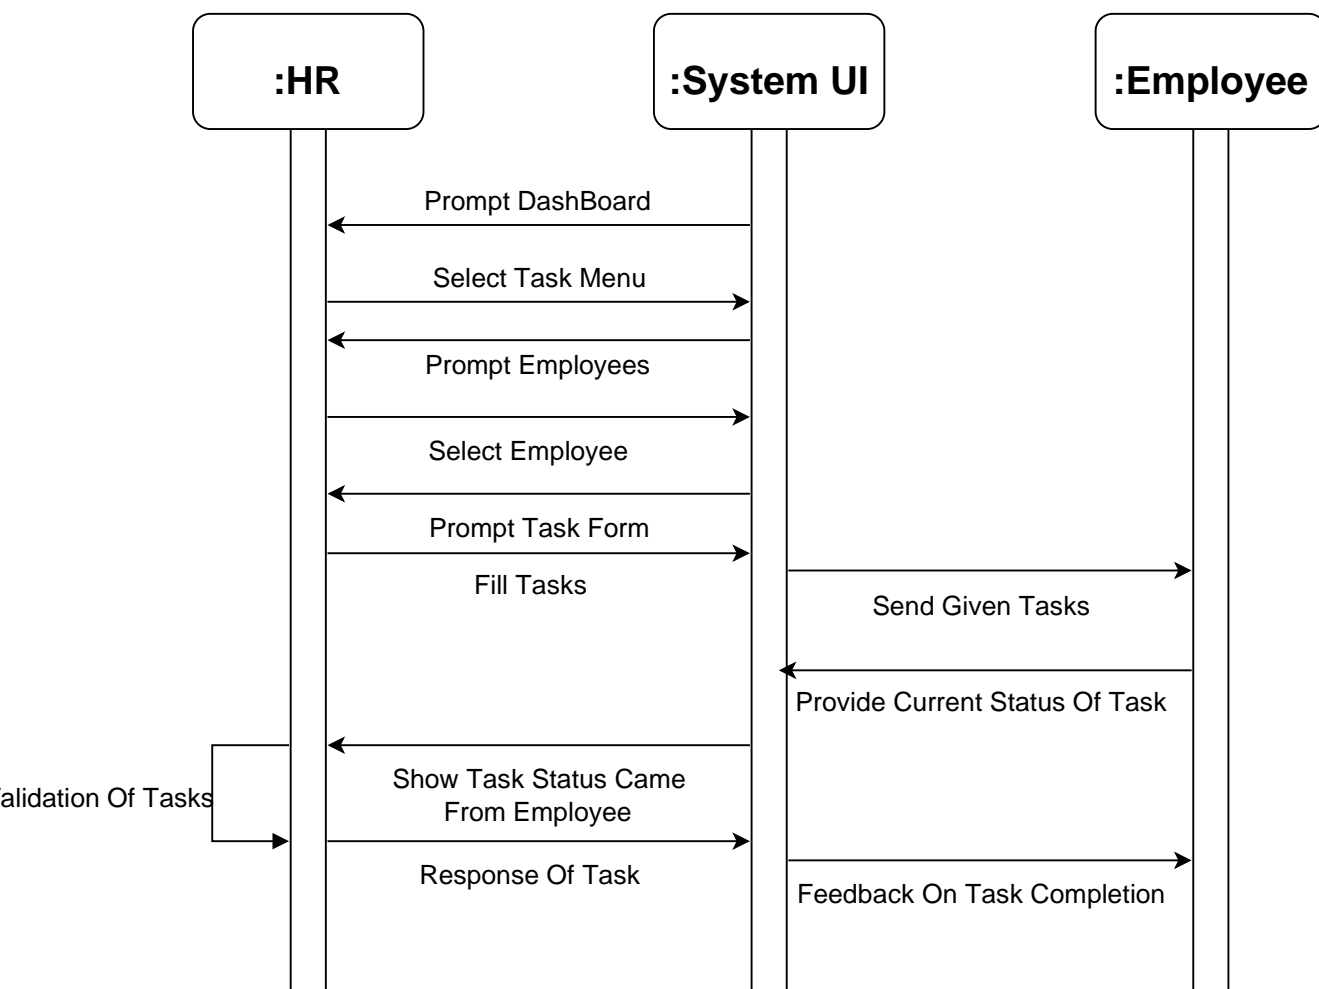 :HR
:System UI
:Employee
Prompt DashBoard
Select Task Menu
Prompt Employees
Select Employee
Prompt Task Form
Fill Tasks
Send Given Tasks
Provide Current Status Of Task
Show Task Status Came
From Employee
alidation Of Tasks
Response Of Task
Feedback On Task Completion